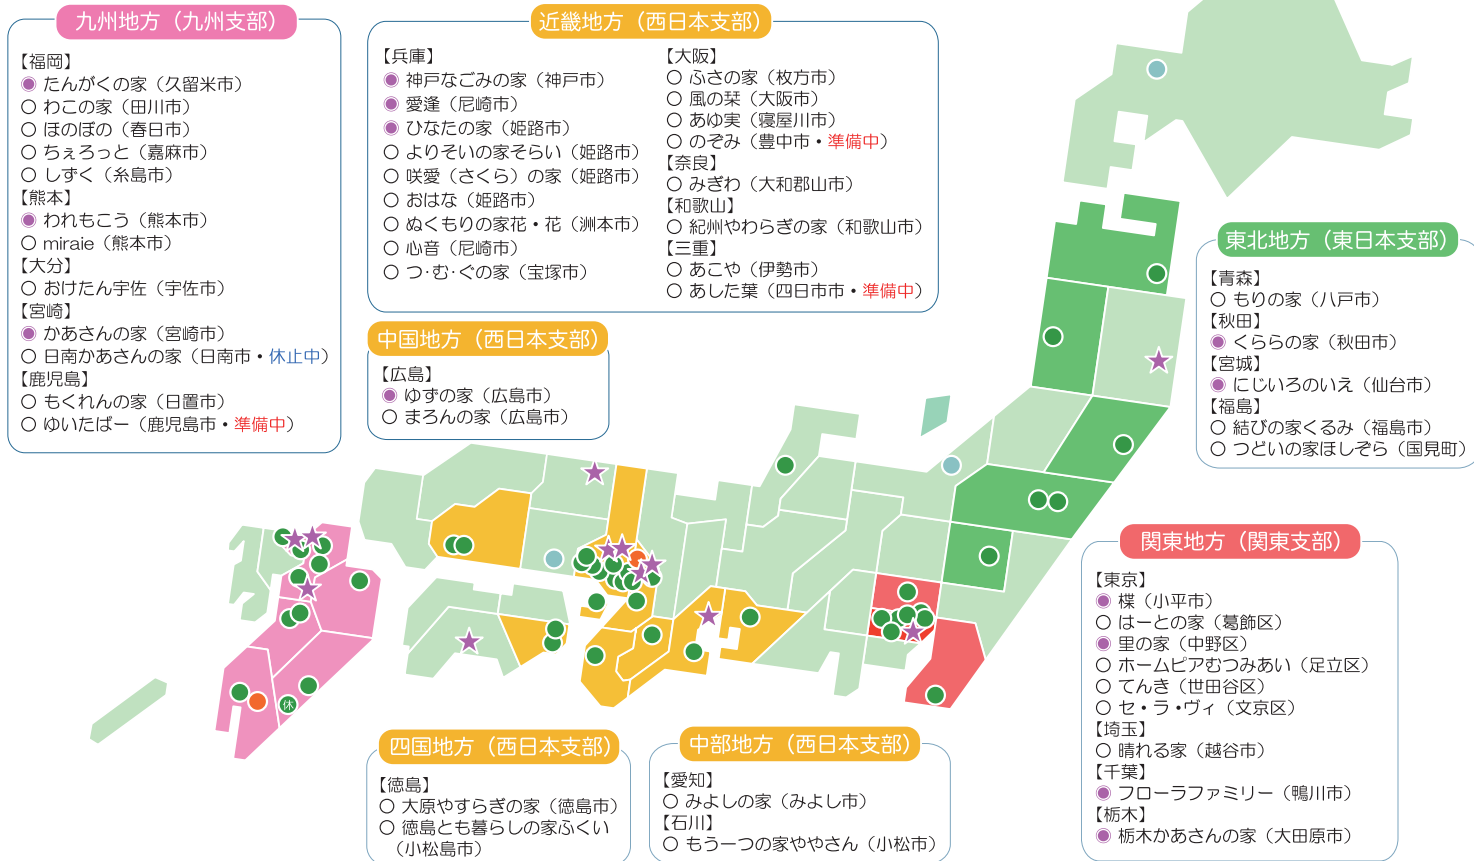 九州地方（九州支部）
【福岡】
◉ たんがくの家（久留米市）
○ わこの家（田川市）
○ ほのぼの（春日市）
○ ちぇろっと（嘉麻市）
○ しずく（糸島市）
【熊本】
◉ われもこう（熊本市）
○ miraie（熊本市）
【大分】
○ おけたん宇佐（宇佐市）
【宮崎】
◉ かあさんの家（宮崎市）
○ 日南かあさんの家（日南市・休止中）
【鹿児島】
○ もくれんの家（日置市）
○ ゆいたばー（鹿児島市・準備中）
近畿地方（西日本支部）
【兵庫】
◉ 神戸なごみの家（神戸市）
◉ 愛逢（尼崎市）
◉ ひなたの家（姫路市）
○ よりそいの家そらい（姫路市）
○ 咲愛（さくら）の家（姫路市）
○ おはな（姫路市）
○ ぬくもりの家花・花（洲本市）
○ 心音（尼崎市）
○ つ・む・ぐの家（宝塚市）
【大阪】
○ ふさの家（枚方市）
○ 風の栞（大阪市）
○ あゆ実（寝屋川市）
○ のぞみ（豊中市・準備中）
【奈良】
○ みぎわ（大和郡山市）
【和歌山】
○ 紀州やわらぎの家（和歌山市）
【三重】
○ あこや（伊勢市）
○ あした葉（四日市市・準備中）
中国地方（西日本支部）
【広島】
◉ ゆずの家（広島市）
○ まろんの家（広島市）
東北地方（東日本支部）
【青森】
○ もりの家（八戸市）
【秋田】
◉ くららの家（秋田市）
【宮城】
◉ にじいろのいえ（仙台市）
【福島】
○ 結びの家くるみ（福島市）
○ つどいの家ほしぞら（国見町）
関東地方（関東支部）
【東京】
◉ 楪（小平市）
○ はーとの家（葛飾区）
◉ 里の家（中野区）
○ ホームピアむつみあい（足立区）
○ てんき（世田谷区）
○ セ・ラ・ヴィ（文京区）
【埼玉】
○ 晴れる家（越谷市）
【千葉】
◉ フローラファミリー（鴨川市）
【栃木】
◉ 栃木かあさんの家（大田原市）
休
四国地方（西日本支部）
【徳島】
○ 大原やすらぎの家（徳島市）
○ 徳島とも暮らしの家ふくい
（小松島市）
中部地方（西日本支部）
【愛知】
○ みよしの家（みよし市）
【石川】
○ もう一つの家ややさん（小松市）